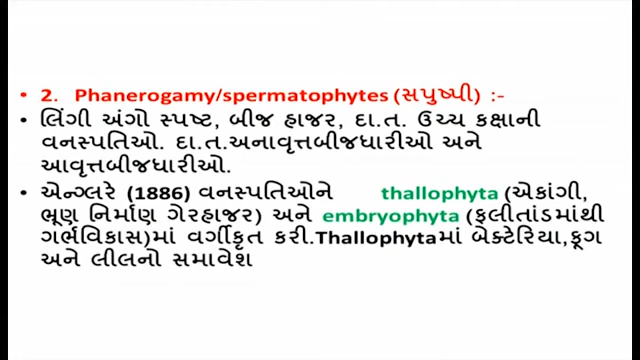 • 2. Phanerogamy/spermatophytes (સપુષ્પી) :-
• લિંગી અંગો સ્પષ્ટ, બીજ હાજર, દા.ત. ઉચ્ચ કક્ષાની
વનસ્પતિઓ. દા.ત.અનાવૃત્તબીજધારીઓ અને
આવૃત્તબીજધારીઓ.
• એન્ગ્લરે (1886) વનસ્પતિઓને thallophyta (એકાંગી,
ભ્રૂણ નિર્માણ ગેરહાજર) અને embryophyta (ફલીતાંડમાંથી
ગર્ભવિકાસ)માં વર્ગીકૃત કરી.Thallophytaમાં બેક્ટેરિયા,ફૂગ
અને લીલનો સમાવેશ